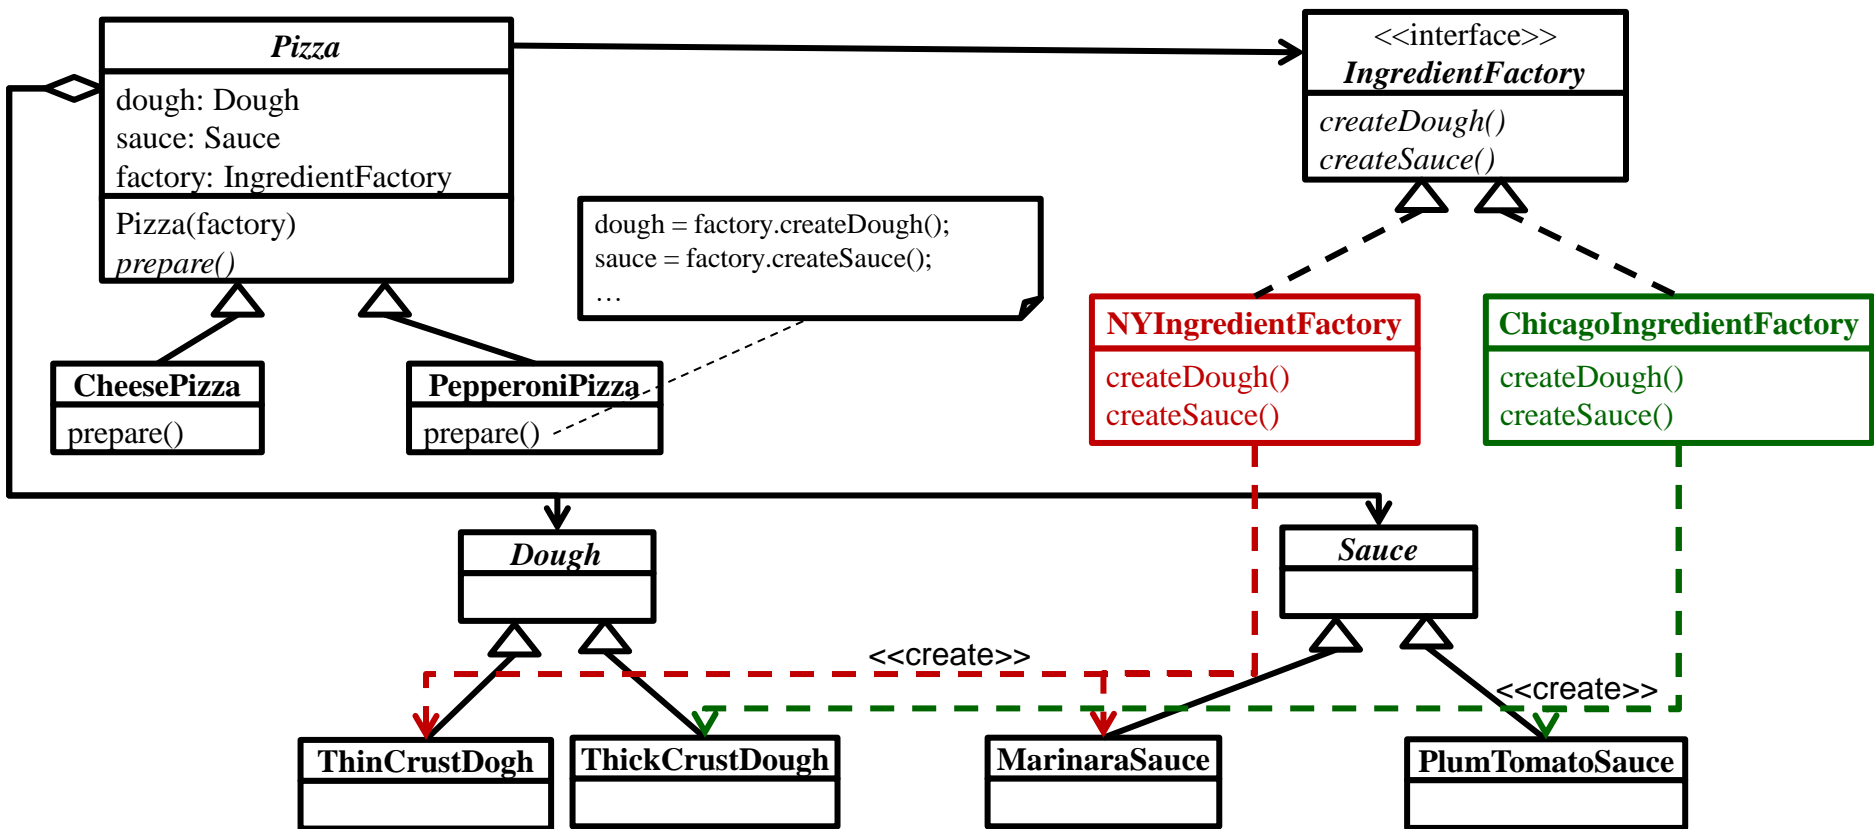 Pizza
dough: Dough
sauce: Sauce
factory: IngredientFactory
Pizza(factory)
prepare()
<<interface>>
IngredientFactory
createDough()
createSauce()
dough = factory.createDough();
sauce = factory.createSauce();
…
CheesePizza
prepare()
PepperoniPizza
prepare()
NYIngredientFactory
createDough()
createSauce()
ChicagoIngredientFactory
createDough()
createSauce()
Dough
Sauce
<<create>>
<<create>>
ThinCrustDogh
ThickCrustDough
MarinaraSauce
PlumTomatoSauce